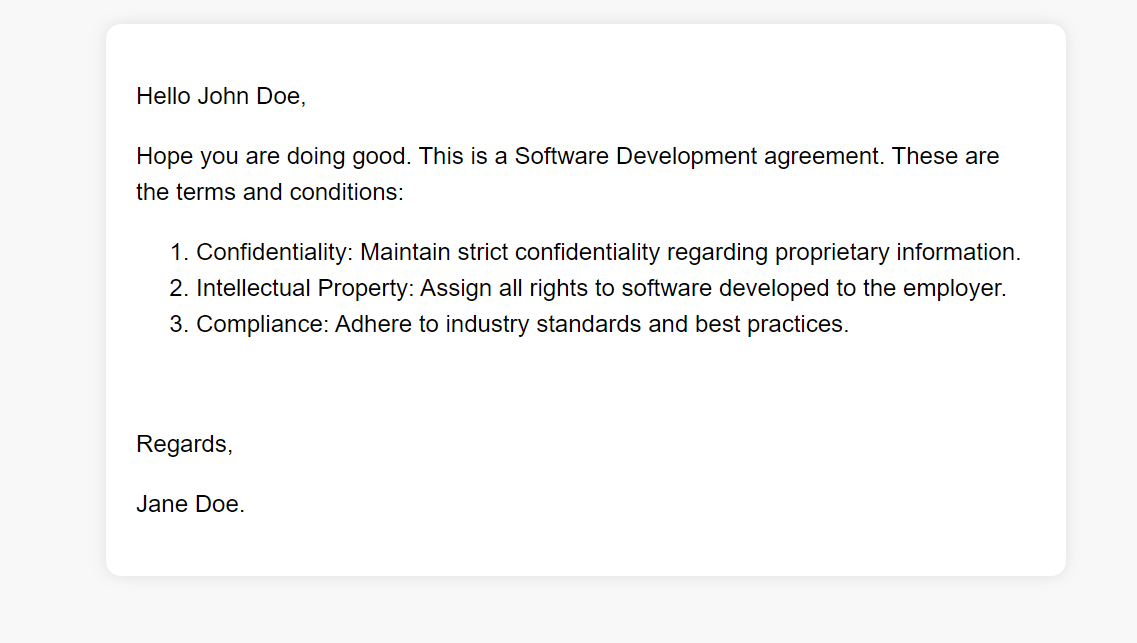 Hello John Doe,
Hope you are doing good. This is a Software Development agreement. These are
the terms and conditions:
1. Confidentiality: Maintain strict confidentiality regarding proprietary information.
2. Intellectual Property: Assign all rights to software developed to the employer.
3. Compliance: Adhere to industry standards and best practices.
Regards,
Jane Doe.